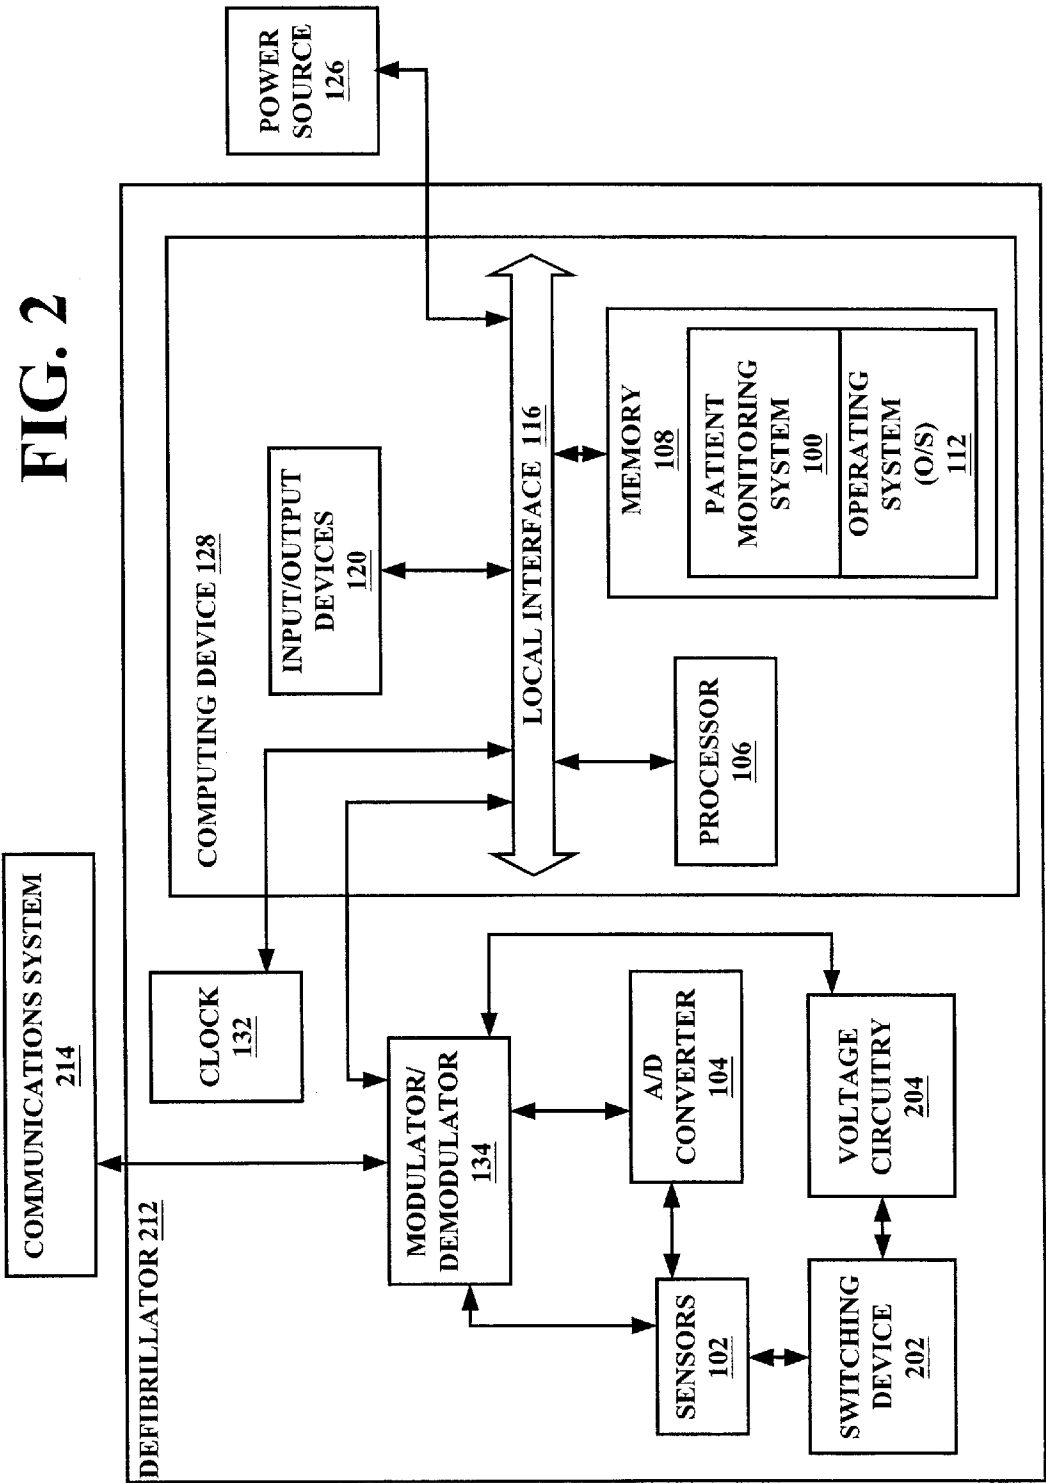 FIG. 2
COMMUNICATIONS SYSTEM
214
DEFIBRILLATOR 212
CLOCK
132
MODULATOR/
DEMODULATOR
134
SENSORS
102
A/D
CONVERTER
104
SWITCHING
DEVICE
202
VOLTAGE
CIRCUITRY
204
COMPUTING DEVICE 128
INPUT/OUTPUT
DEVICES
120
LOCAL INTERFACE 116
PROCESSOR
106
MEMORY
108
PATIENT
MONITORING
SYSTEM
100
OPERATING
SYSTEM
(O/S)
112
POWER
SOURCE
126